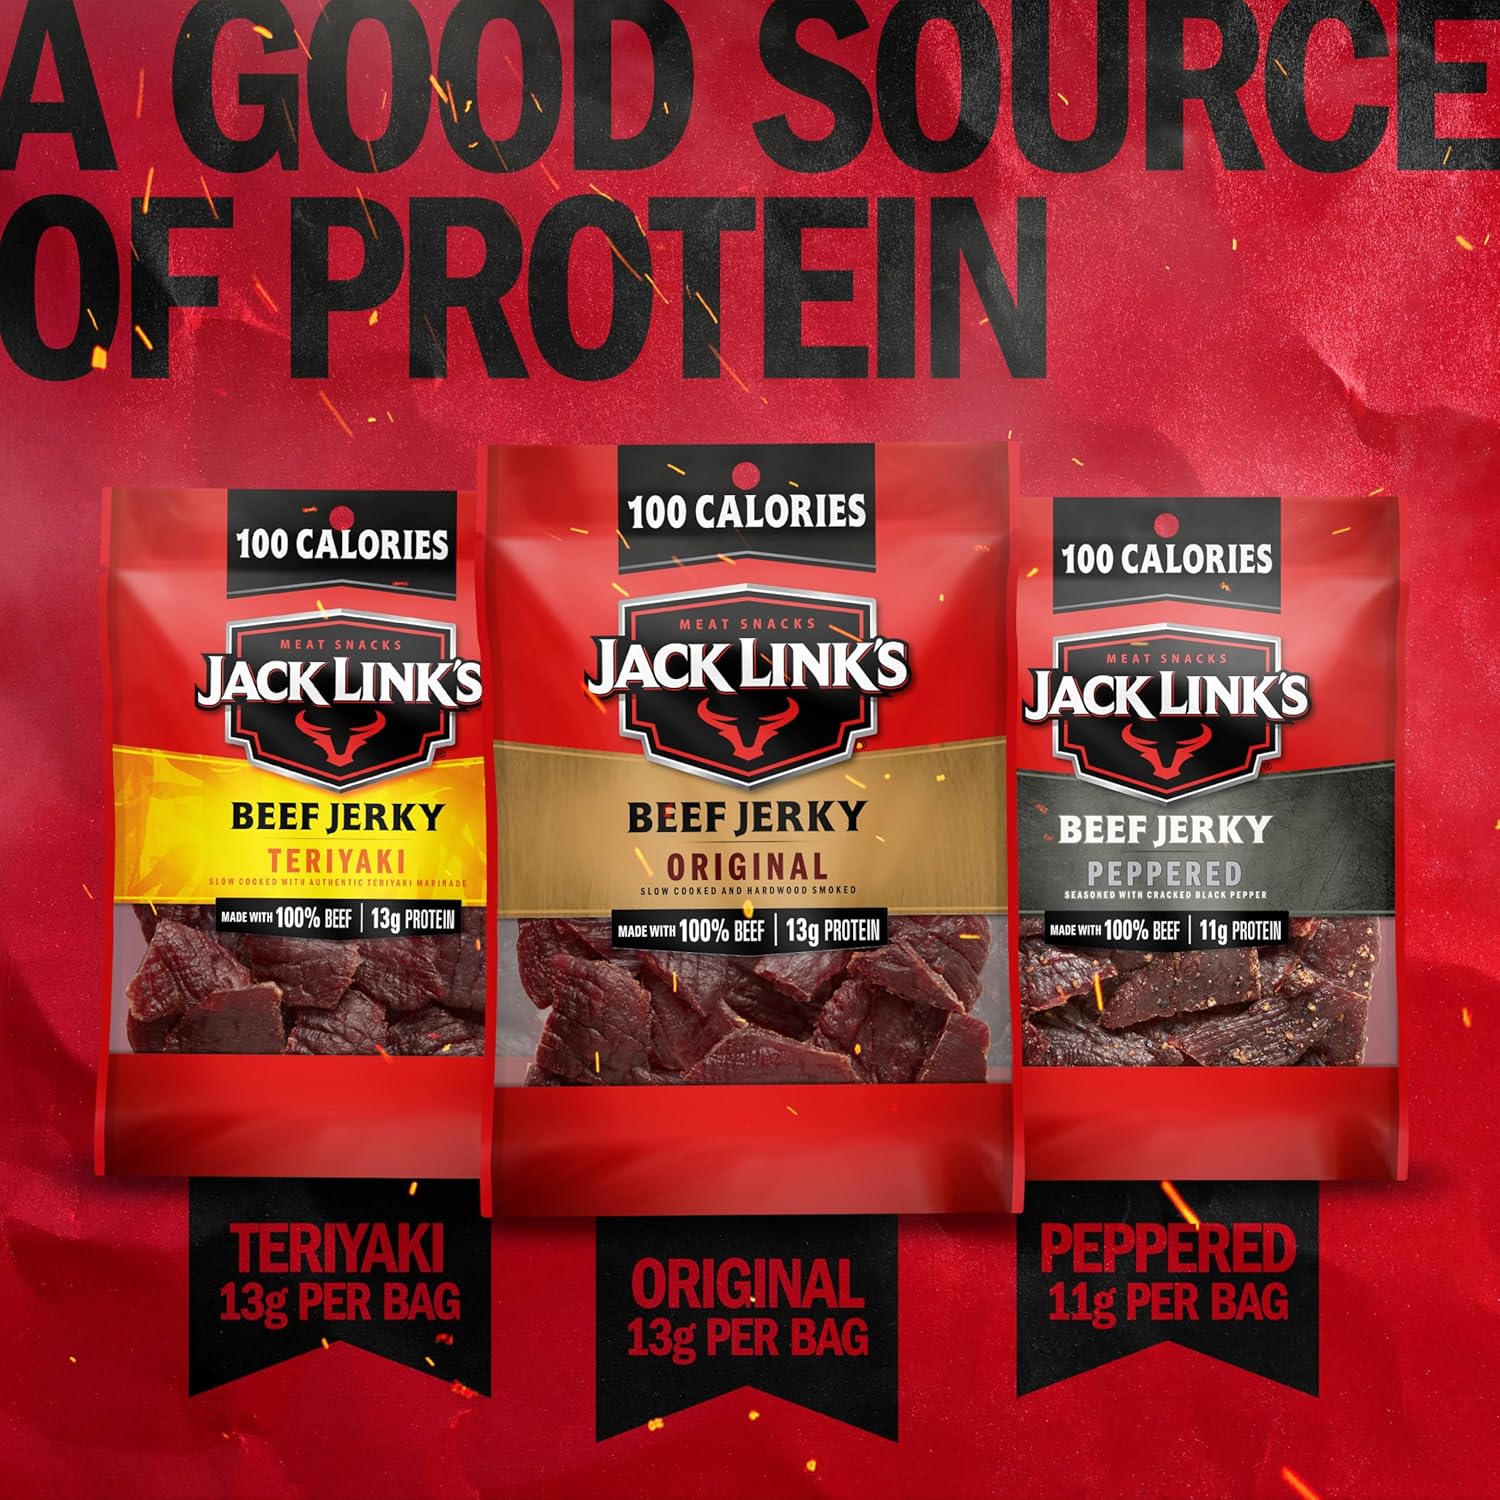 A GOOD SOURCE
OF PROTEIN
100 CALORIES
MEAT SNACKS
JACK LINK'S
®
BEEF JERKY
TERIYAKI
SLOW COOKED WITH AUTHENTIC TERIYAKI MARINADE
MADE WITH 100% BEEF | 13g PROTEIN
100 CALORIES
MEAT SNACKS
JACK LINK'S
®
BEEF JERKY
ORIGINAL
SLOW COOKED AND HARDWOOD SMOKED
MADE WITH 100% BEEF | 13g PROTEIN
100 CALORIES
MEAT SNACKS
JACK LINK'S
®
BEEF JERKY
PEPPERED
SEASONED WITH CRACKED BLACK PEPPER
MADE WITH 100% BEEF | 11g PROTEIN
TERIYAKI
13g PER BAG
ORIGINAL
13g PER BAG
PEPPERED
11g PER BAG